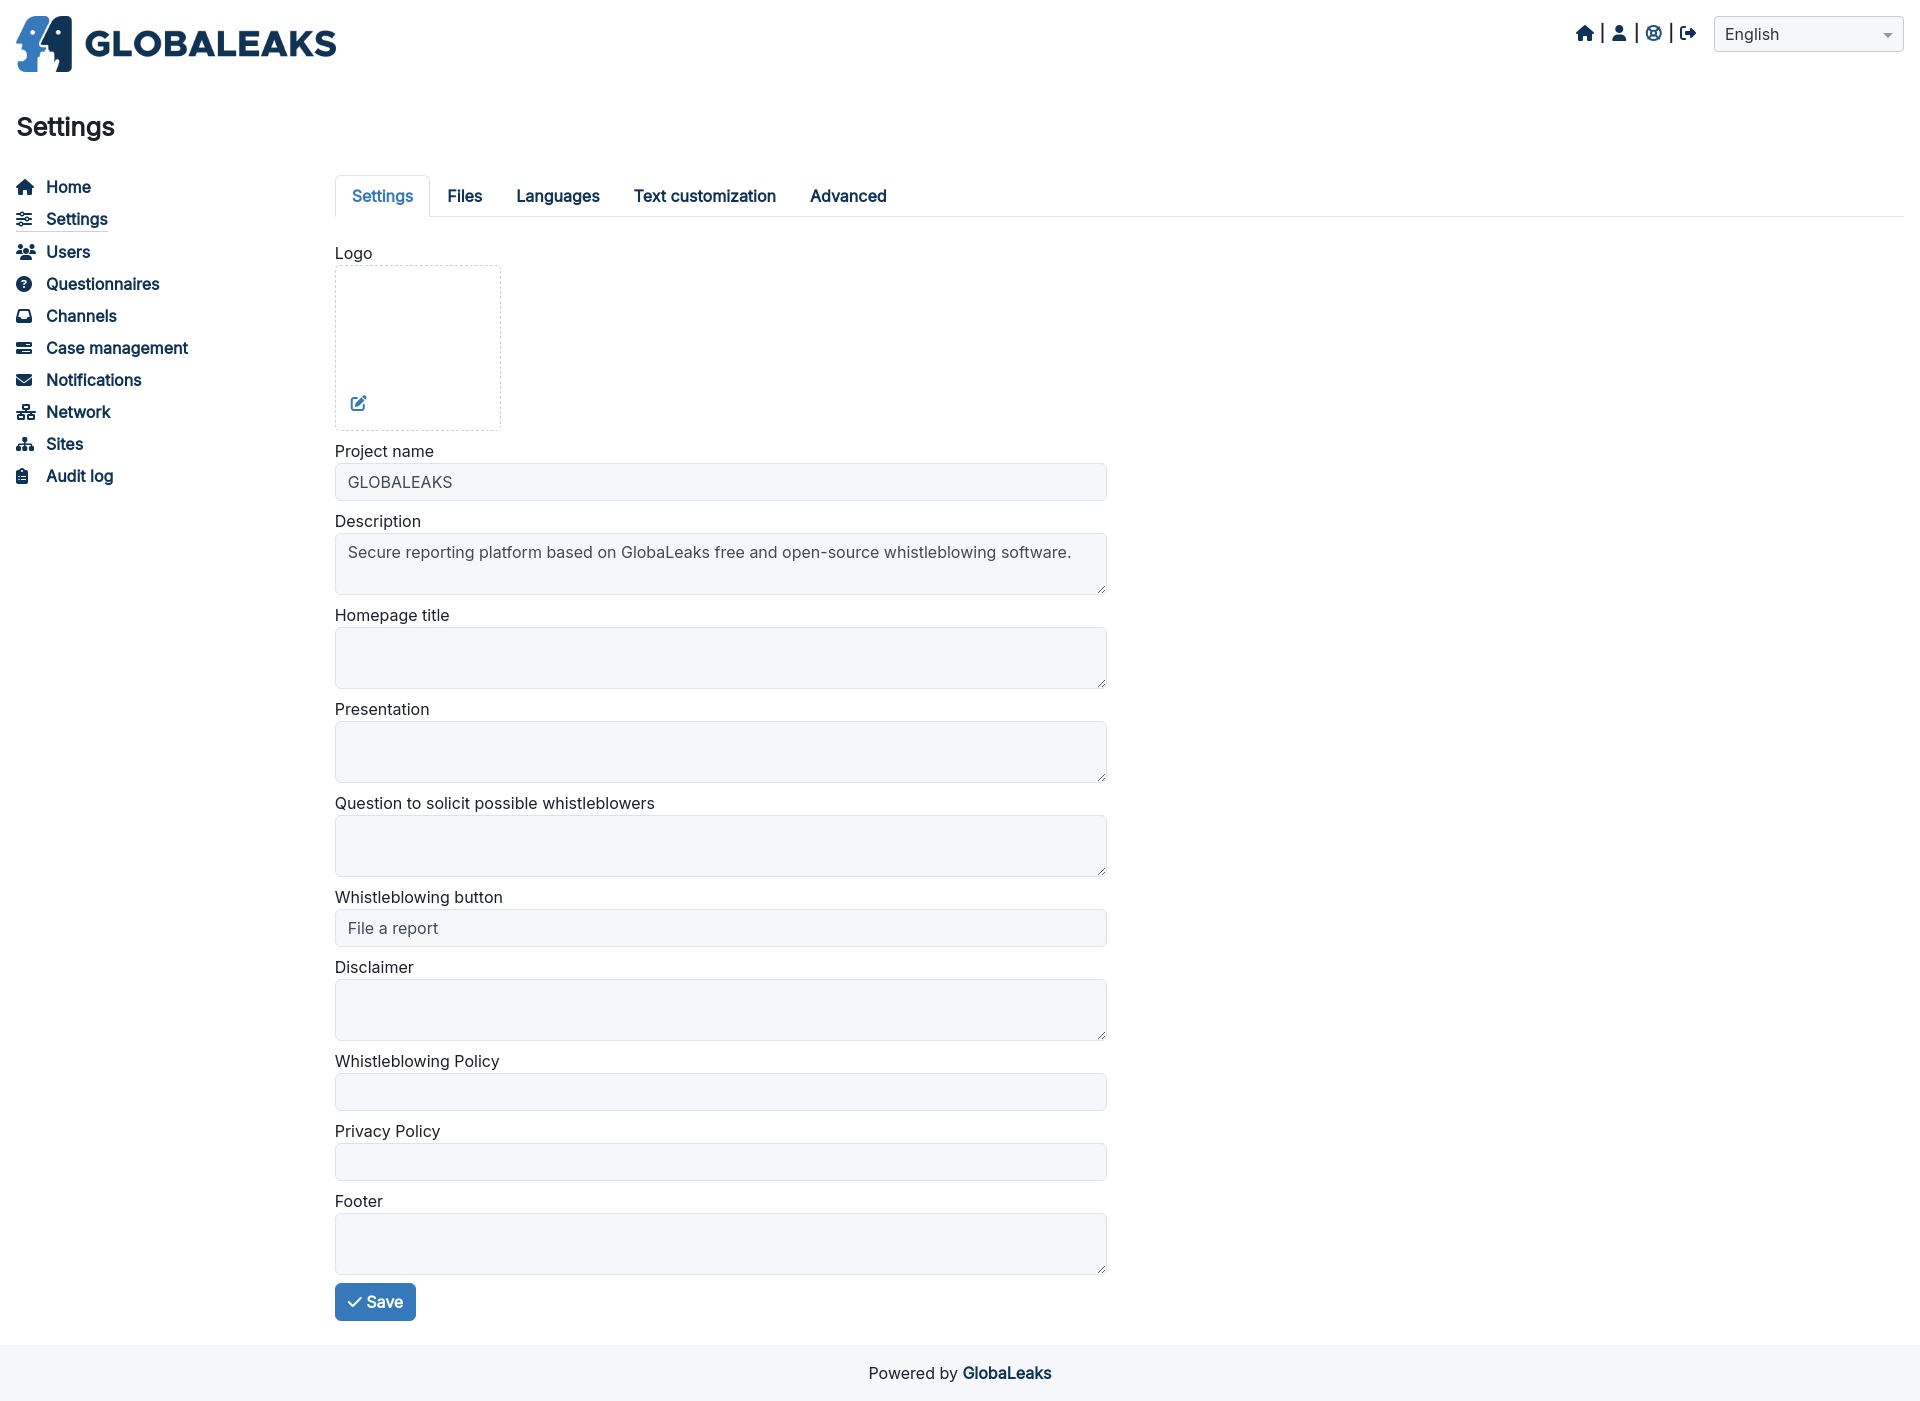 GLOBALEAKS
English
Settings
Home
Settings
Users
Questionnaires
Channels
Case management
Notifications
Network
Sites
Audit log
Settings Files Languages Text customization Advanced
Logo
Project name
GLOBALEAKS
Description
Secure reporting platform based on GlobaLeaks free and open-source whistleblowing software.
Homepage title
Presentation
Question to solicit possible whistleblowers
Whistleblowing button
File a report
Disclaimer
Whistleblowing Policy
Privacy Policy
Footer
Save
Powered by GlobaLeaks